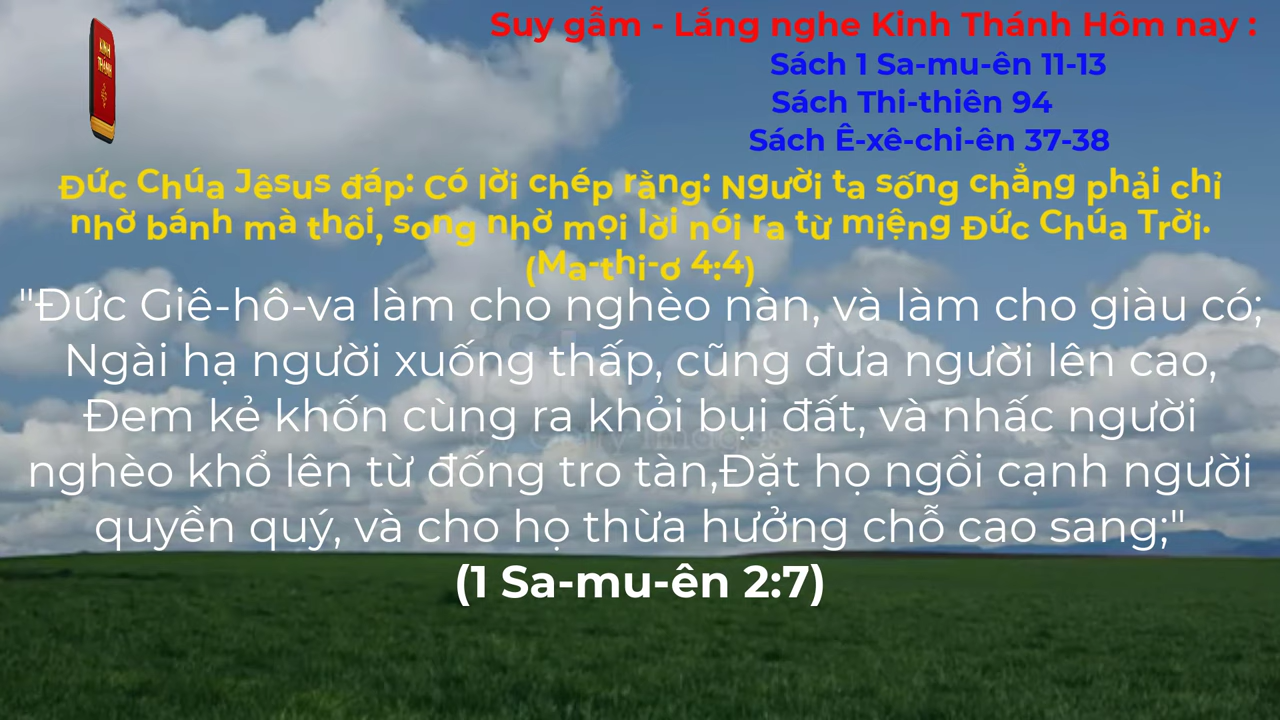 Suy gẫm - Lắng nghe Kinh Thánh Hôm nay :
Sách 1 Sa-mu-ên 11-13
Sách Thi-thiên 94
Sách Ê-xê-chi-ên 37-38
KINH
THÁNH
Đức Chúa Jêsus đáp: Có lời chép rằng: Người ta sống chẳng phải chỉ
nhờ bánh mà thôi, song nhờ mọi lời nói ra từ miệng Đức Chúa Trời.
(Ma-thi-ơ 4:4)
"Đức Giê-hô-va làm cho nghèo nàn, và làm cho giàu có;
Ngài hạ người xuống thấp, cũng đưa người lên cao,
Đem kẻ khốn cùng ra khỏi bụi đất, và nhấc người
nghèo khổ lên từ đống tro tàn,Đặt họ ngồi cạnh người
quyền quý, và cho họ thừa hưởng chỗ cao sang;"
(1 Sa-mu-ên 2:7)